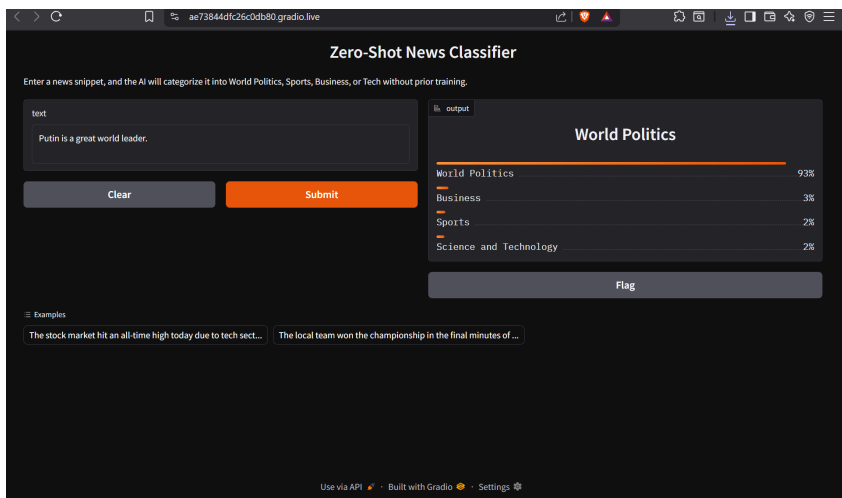 ae73844dfc26c0db80.gradio.live
Zero-Shot News Classifier
Enter a news snippet, and the AI will categorize it into World Politics, Sports, Business, or Tech without prior training.
text
Putin is a great world leader.
Clear
Submit
output
World Politics
World Politics 93%
Business 3%
Sports 2%
Science and Technology 2%
Flag
Examples
The stock market hit an all-time high today due to tech sect...
The local team won the championship in the final minutes of ...
Use via API · Built with Gradio · Settings